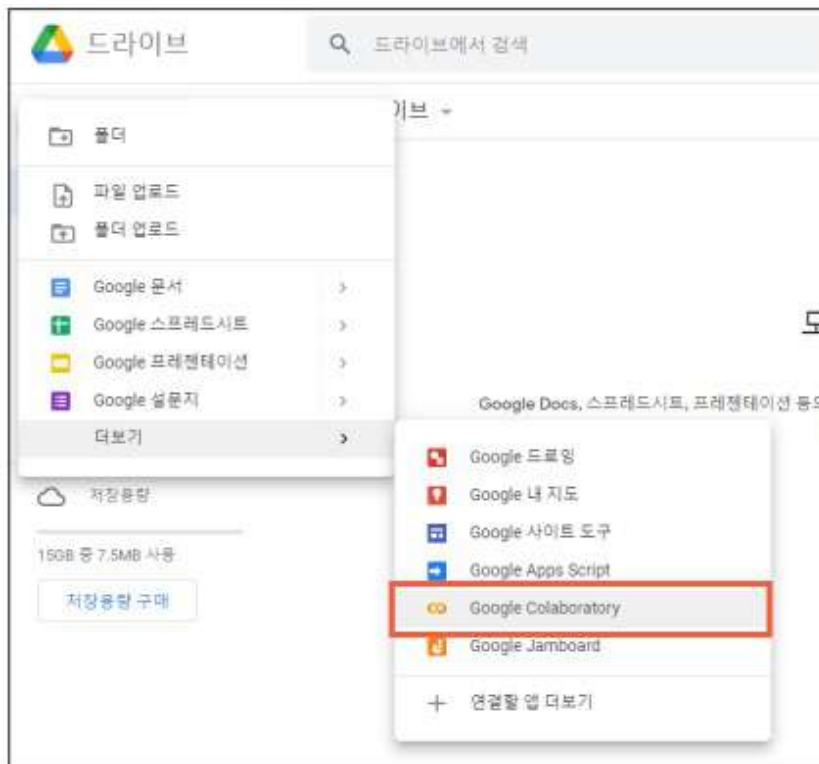 드라이브
드라이브에서 검색
이브
폴더
파일 업로드
폴더 업로드
Google 문서
Google 스프레드시트
Google 프레젠테이션
Google 설문지
더보기
Google Docs, 스프레드시트, 프레젠테이션 등의
Google 드로잉
Google 내 지도
Google 사이트 도구
Google Apps Script
Google Colaboratory
Google Jamboard
연결할 앱 더보기
저장용량
15GB 중 7.5MB 사용
저장용량 구매